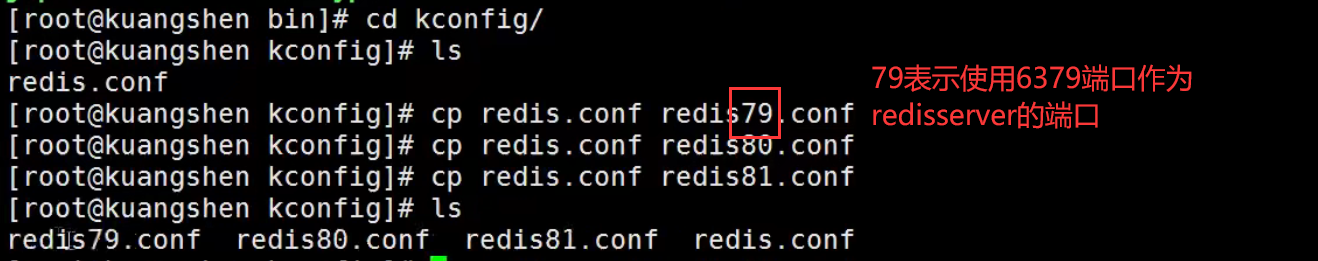 [root@kuangshen bin]# cd kconfig/
[root@kuangshen kconfig]# ls
redis.conf
[root@kuangshen kconfig]# cp redis.conf redis79.conf
[root@kuangshen kconfig]# cp redis.conf redis80.conf
[root@kuangshen kconfig]# cp redis.conf redis81.conf
[root@kuangshen kconfig]# ls
redis79.conf redis80.conf redis81.conf redis.conf
79表示使用6379端口作为
redisserver的端口